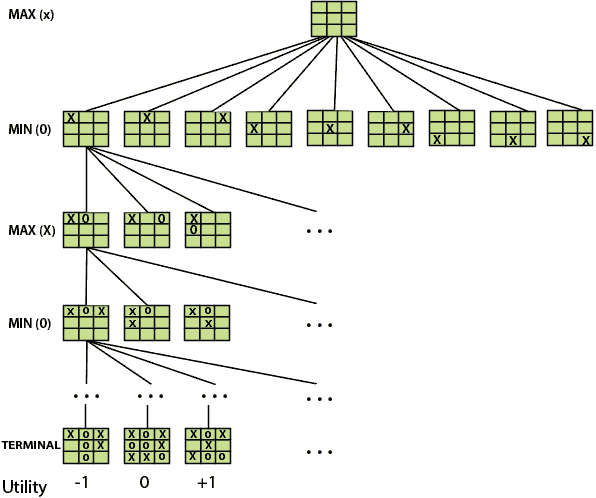 MAX (x)
X X X
MIN (0) X X X
X X X
X 0 X 0 X
MAX (X) 0 ...
x o x x o x o
MIN (0) x x ...
... ... ... ...
X o X X o X X o X
TERMINAL o X o o X X ...
o X X o X o o
Utility -1 0 +1